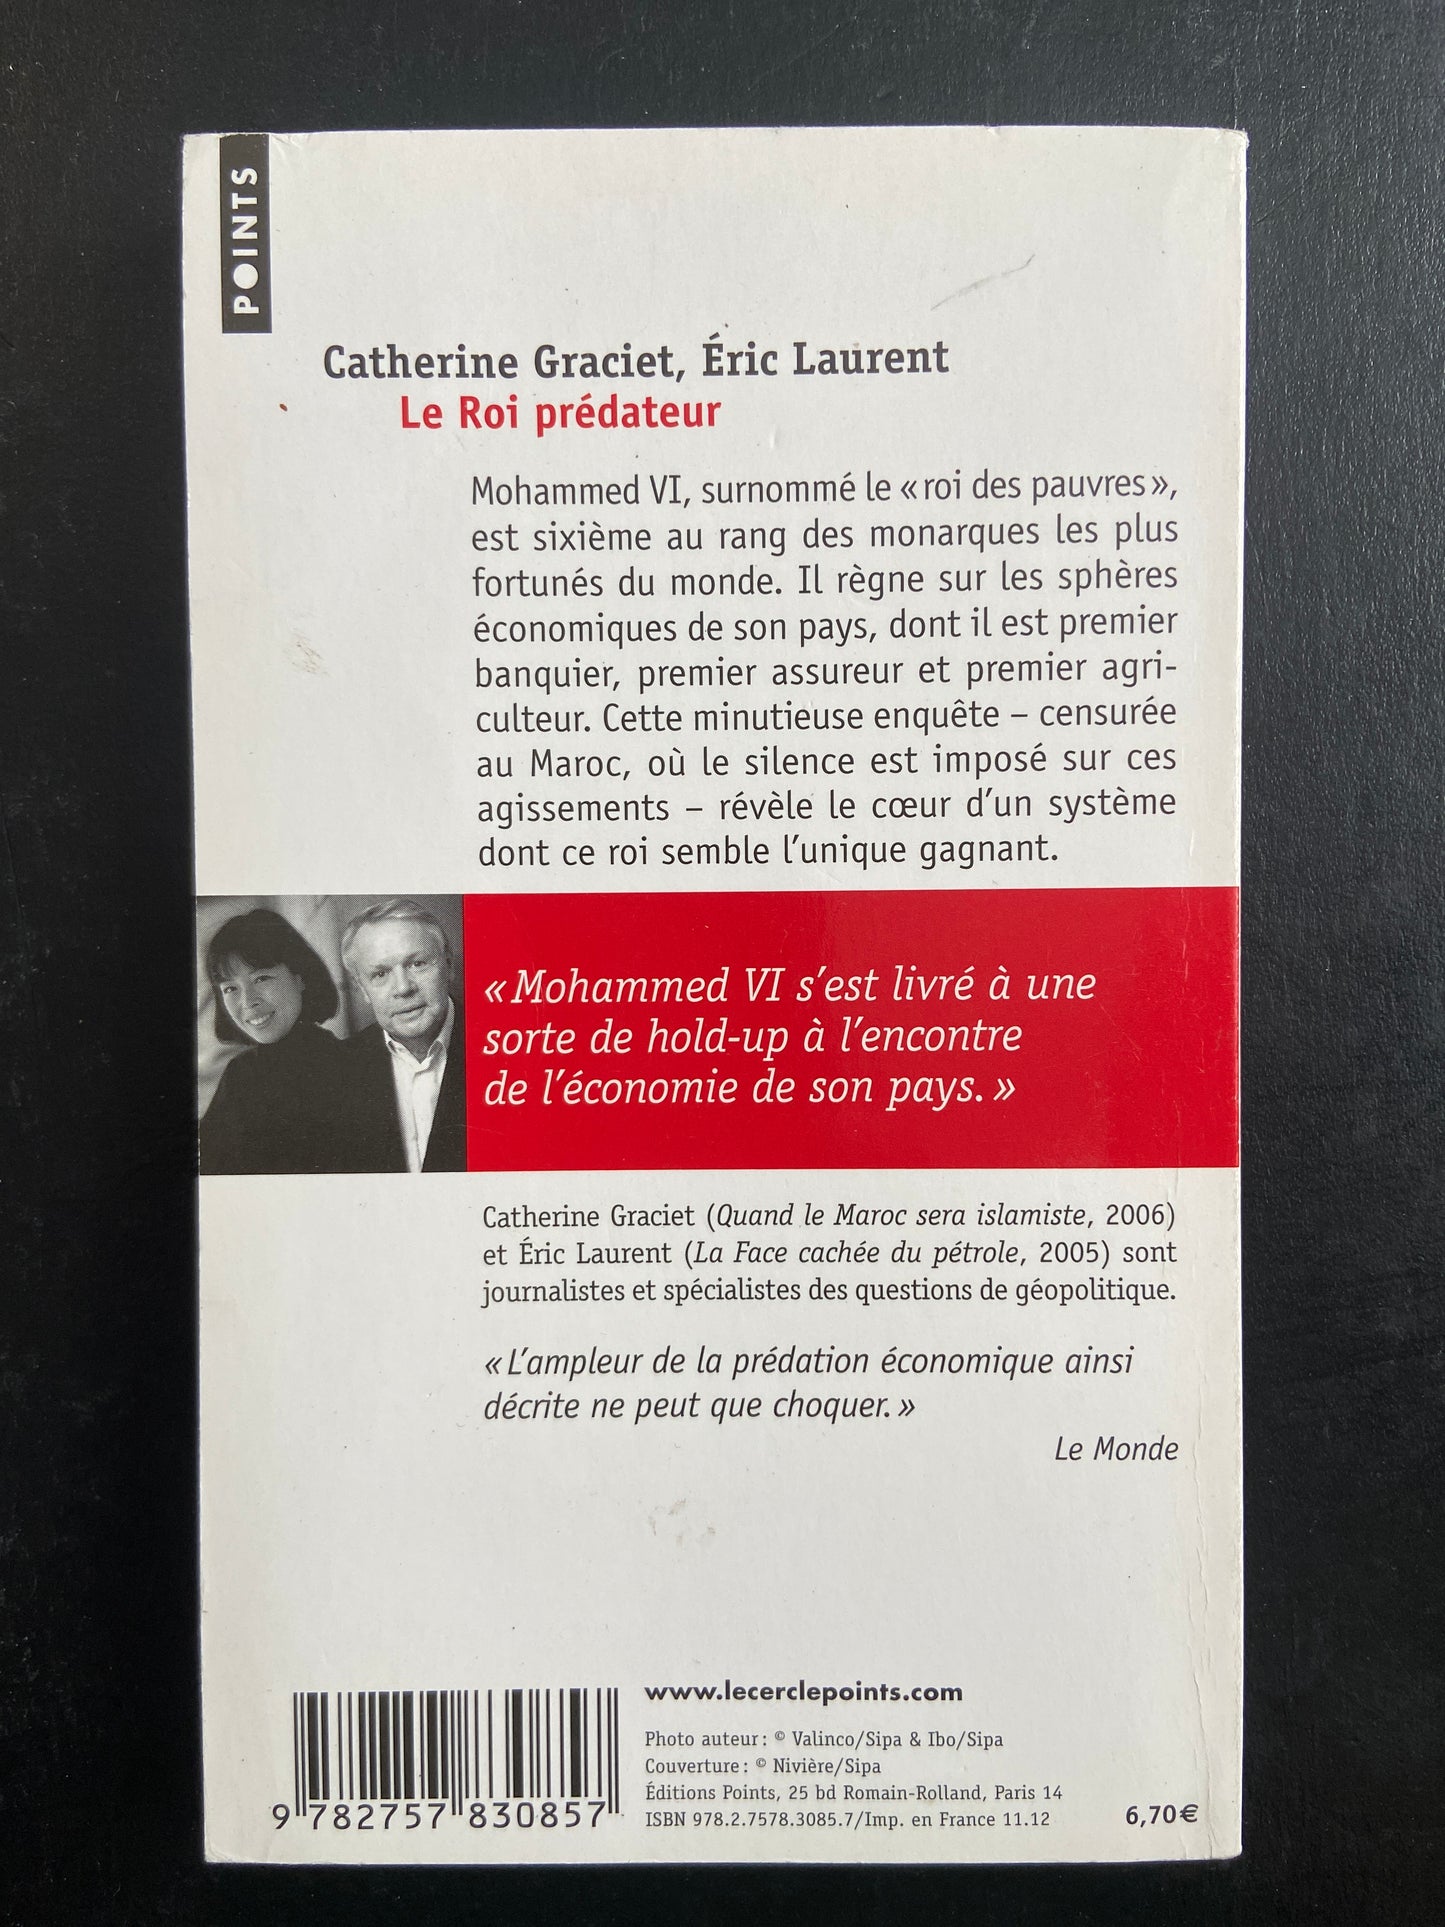 POINTS
Catherine Graciet, Éric Laurent
Le Roi prédateur
Mohammed VI, surnommé le « roi des pauvres »,
est sixième au rang des monarques les plus
fortunés du monde. Il règne sur les sphères
économiques de son pays, dont il est premier
banquier, premier assureur et premier agri-
culteur. Cette minutieuse enquête – censurée
au Maroc, où le silence est imposé sur ces
agissements – révèle le cœur d’un système
dont ce roi semble l’unique gagnant.
« Mohammed VI s’est livré à une
sorte de hold-up à l’encontre
de l’économie de son pays. »
Catherine Graciet (Quand le Maroc sera islamiste, 2006)
et Éric Laurent (La Face cachée du pétrole, 2005) sont
journalistes et spécialistes des questions de géopolitique.
« L’ampleur de la prédation économique ainsi
décrite ne peut que choquer. »
Le Monde
www.lecerclepoints.com
Photo auteur : © Valinco/Sipa & Ibo/Sipa
Couverture : © Nivière/Sipa
Éditions Points, 25 bd Romain-Rolland, Paris 14
ISBN 978.2.7578.3085.7/Imp. en France 11.12
9 782757 830857
6,70 €